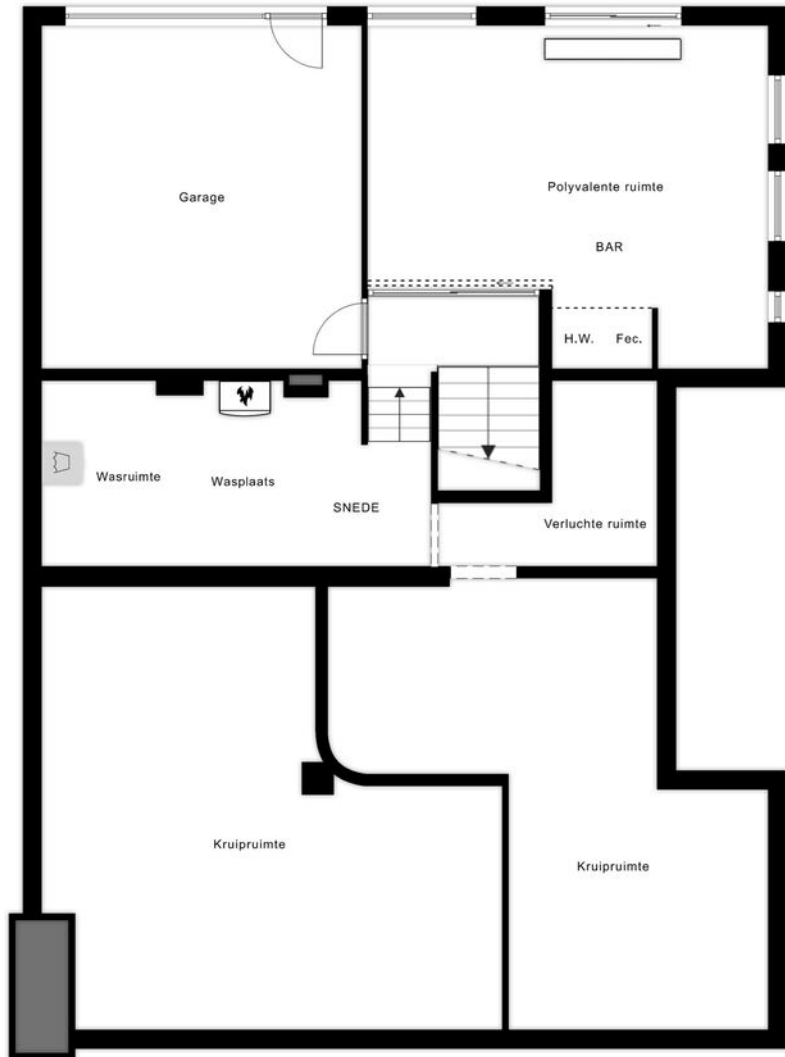 Garage
Polyvalente ruimte
BAR
H.W. Fec.
Wasruimte
Wasplaats
SNEDE
Verluchte ruimte
Kruipruimte
Kruipruimte